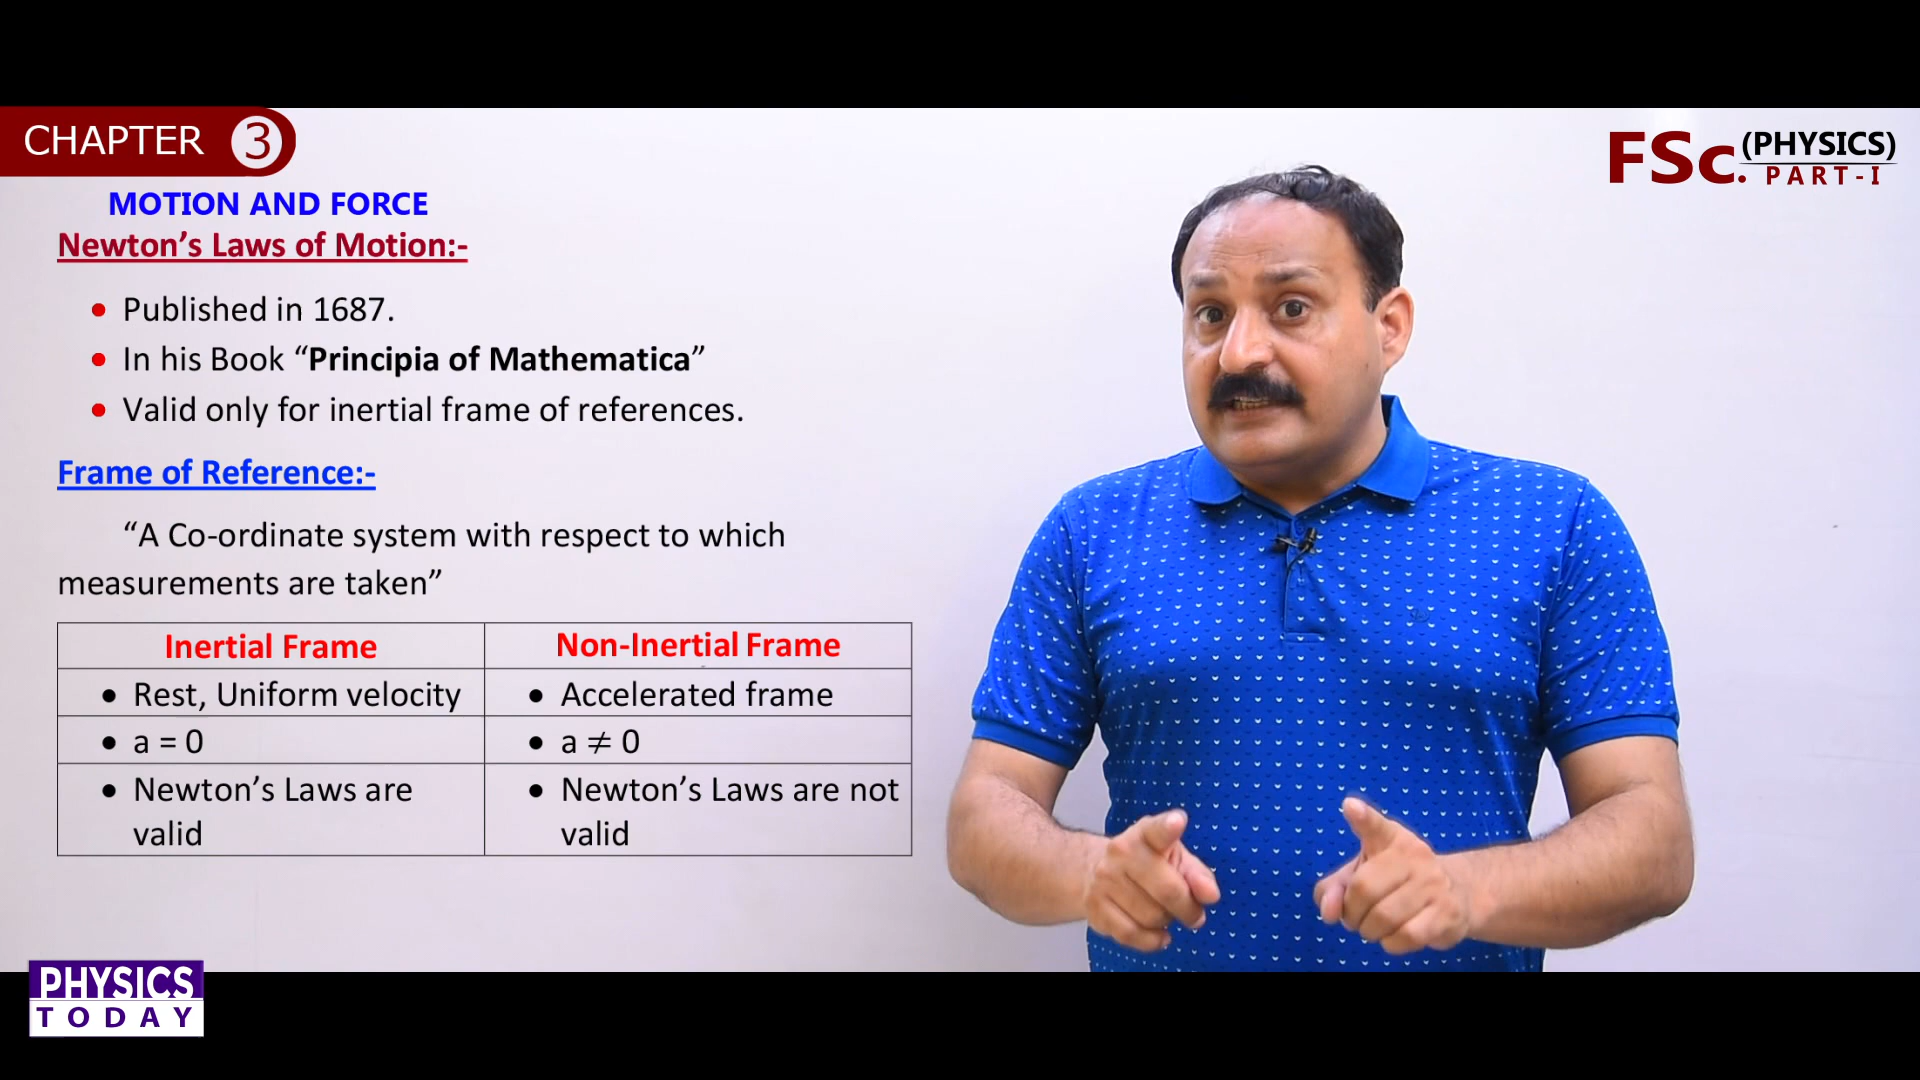 CHAPTER 3
FSc. (PHYSICS)
PART-I
MOTION AND FORCE
Newton’s Laws of Motion:-
• Published in 1687.
• In his Book “Principia of Mathematica”
• Valid only for inertial frame of references.
Frame of Reference:-
“A Co-ordinate system with respect to which
measurements are taken”
Inertial Frame Non-Inertial Frame
• Rest, Uniform velocity • Accelerated frame
• a = 0 • a ≠ 0
• Newton’s Laws are • Newton’s Laws are not
valid valid
PHYSICS
TODAY